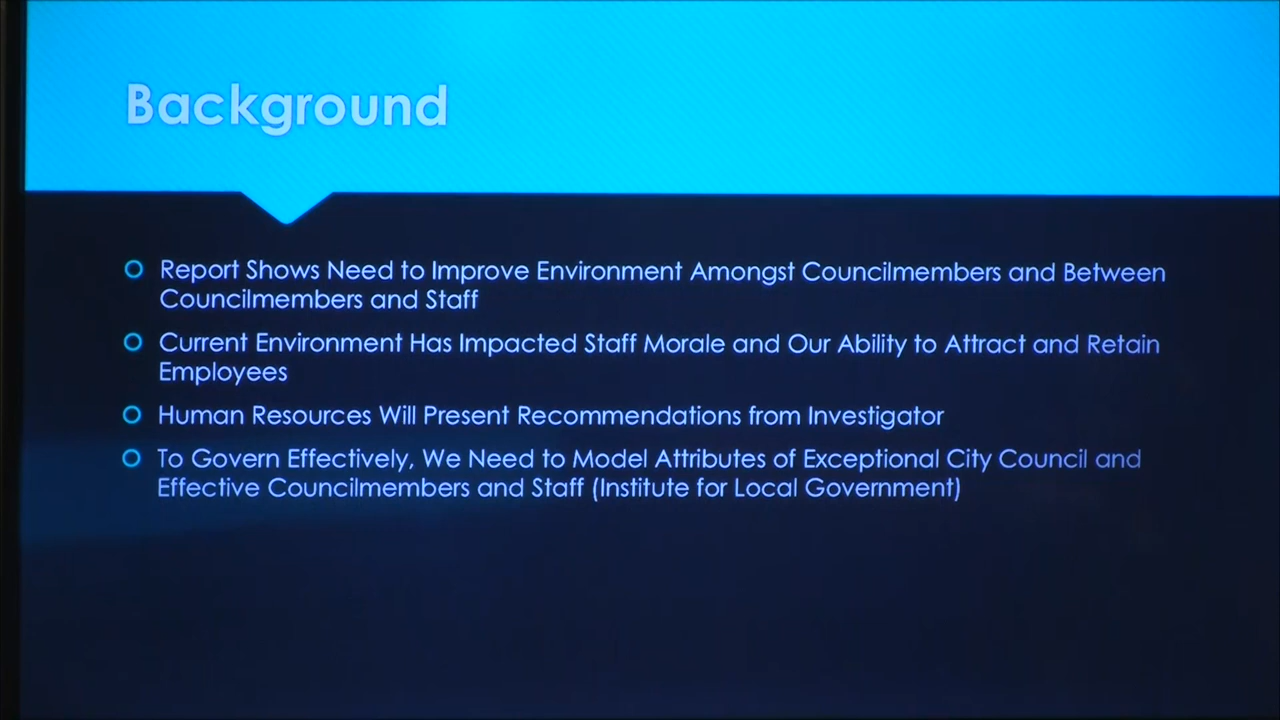 Background
Report Shows Need to Improve Environment Amongst Councilmembers and Between
Councilmembers and Staff
Current Environment Has Impacted Staff Morale and Our Ability to Attract and Retain
Employees
Human Resources Will Present Recommendations from Investigator
To Govern Effectively, We Need to Model Attributes of Exceptional City Council and
Effective Councilmembers and Staff (Institute for Local Government)